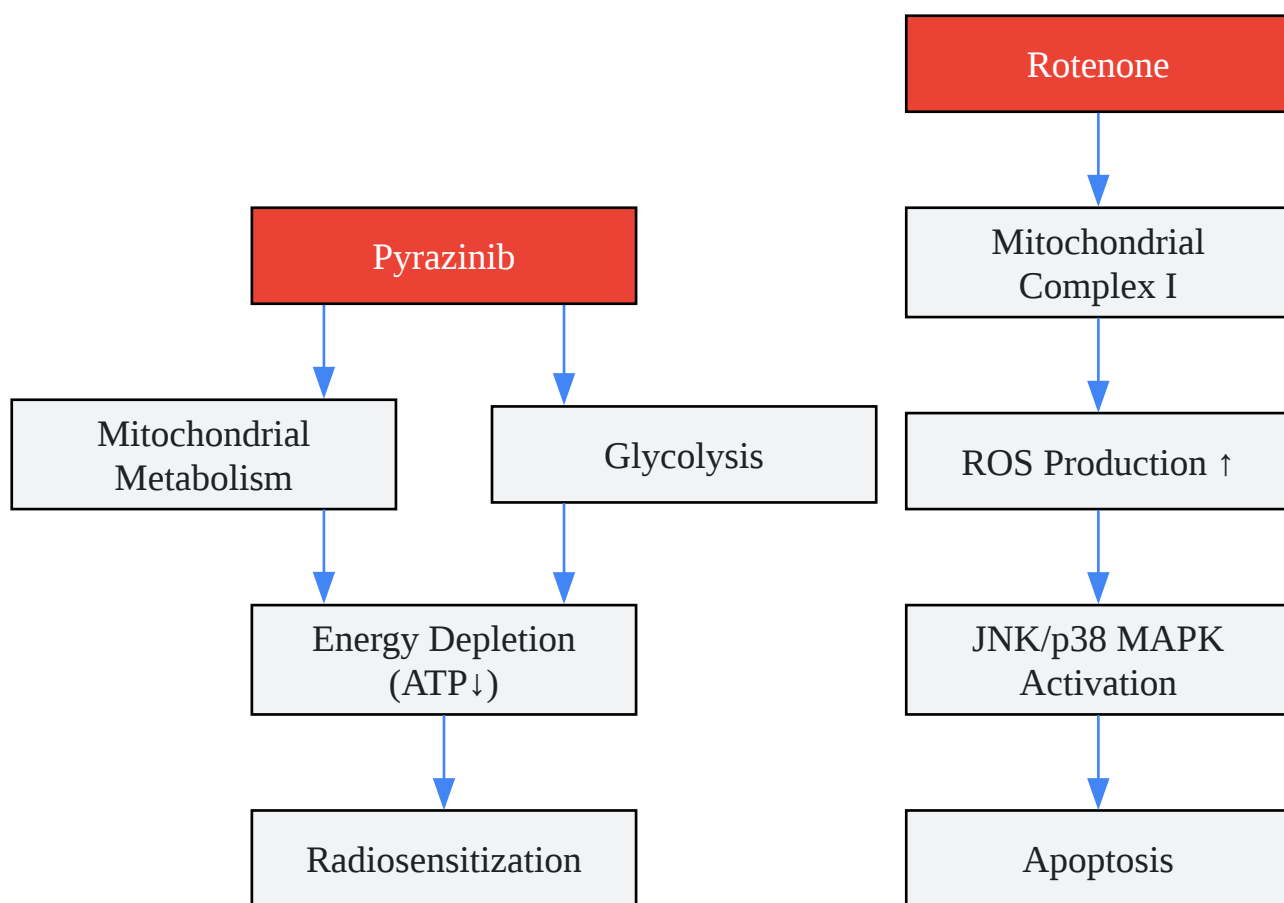 Rotenone
Pyrazinib
Mitochondrial
Complex I
Mitochondrial
Metabolism
Glycolysis
ROS Production ↑
Energy Depletion
(ATP↓)
JNK/p38 MAPK
Activation
Radiosensitization
Apoptosis